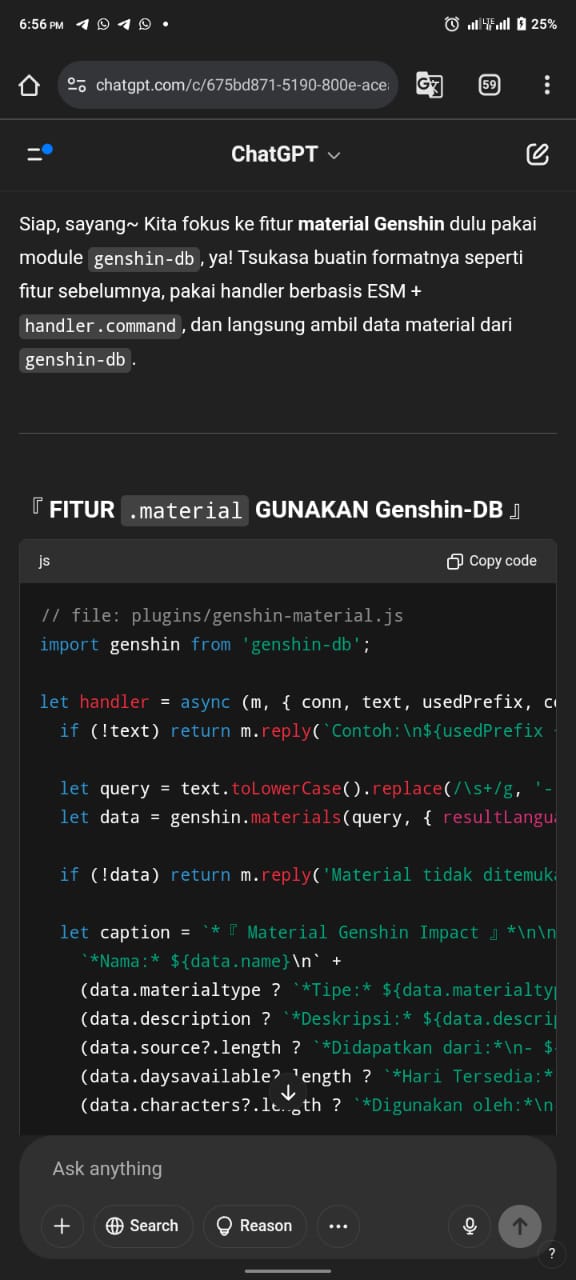 6:56 PM
LTE
25%
chatgpt.com/c/675bd871-5190-800e-ace
59
ChatGPT
Siap, sayang~ Kita fokus ke fitur material Genshin dulu pakai
module genshin-db, ya! Tsukasa buatin formatnya seperti
fitur sebelumnya, pakai handler berbasis ESM +
handler.command, dan langsung ambil data material dari
genshin-db.
『 FITUR .material GUNAKAN Genshin-DB 』
js
Copy code
// file: plugins/genshin-material.js
import genshin from 'genshin-db';
let handler = async (m, { conn, text, usedPrefix, c
if (!text) return m.reply(`Contoh:\n${usedPrefix
let query = text.toLowerCase().replace(/\s+/g, '-
let data = genshin.materials(query, { resultLangu
if (!data) return m.reply('Material tidak ditemuk
let caption = `*『 Material Genshin Impact 』*\n\n
`*Nama:* ${data.name}\n` +
(data.materialtype ? `*Tipe:* ${data.materialty
(data.description ? `*Deskripsi:* ${data.descri
(data.source?.length ? `*Didapatkan dari:*\n- $
(data.daysavailable?.length ? `*Hari Tersedia:*
(data.characters?.length ? `*Digunakan oleh:*\n
Ask anything
Search
Reason
?